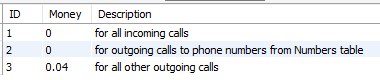 ID Money Description
1 0 for all incoming calls
2 0 for outgoing calls to phone numbers from Numbers table
3 0.04 for all other outgoing calls